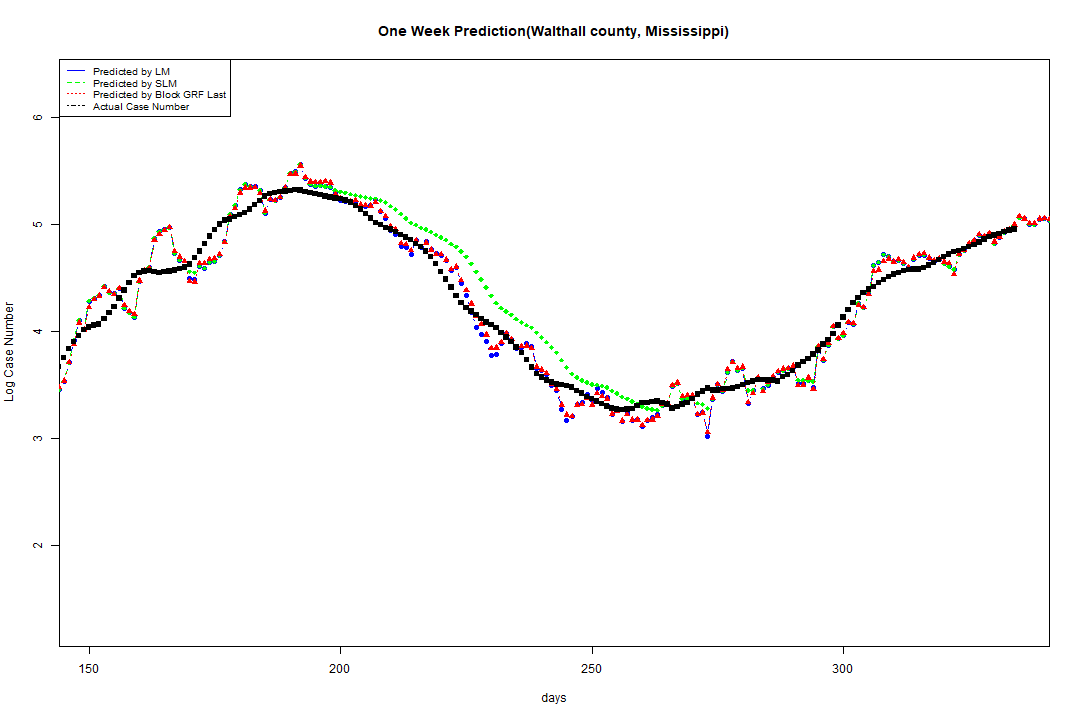 One Week Prediction(Walthall county, Mississippi)
Predicted by LM
Predicted by SLM
Predicted by Block GRF Last
Actual Case Number
6
5
4
3
2
Log Case Number
150 200 250 300
days